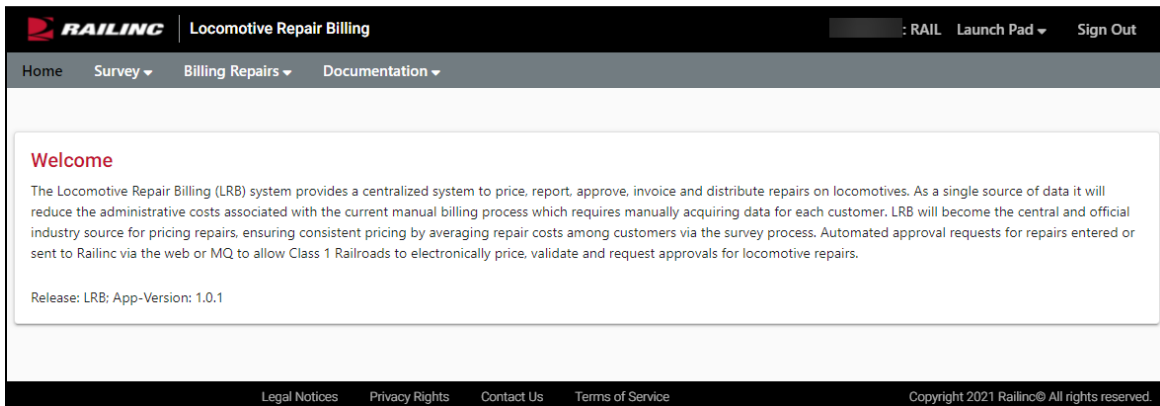 RAILINC Locomotive Repair Billing : RAIL Launch Pad Sign Out
Home Survey Billing Repairs Documentation
Welcome
The Locomotive Repair Billing (LRB) system provides a centralized system to price, report, approve, invoice and distribute repairs on locomotives. As a single source of data it will
reduce the administrative costs associated with the current manual billing process which requires manually acquiring data for each customer. LRB will become the central and official
industry source for pricing repairs, ensuring consistent pricing by averaging repair costs among customers via the survey process. Automated approval requests for repairs entered or
sent to Railinc via the web or MQ to allow Class 1 Railroads to electronically price, validate and request approvals for locomotive repairs.
Release: LRB; App-Version: 1.0.1
Legal Notices Privacy Rights Contact Us Terms of Service Copyright 2021 Railinc© All rights reserved.